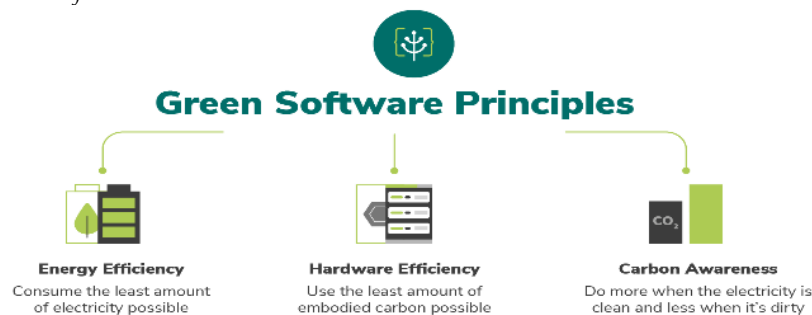 Green Software Principles
CO2
Energy Efficiency
Hardware Efficiency
Carbon Awareness
Consume the least amount
of electricity possible
Use the least amount of
embodied carbon possible
Do more when the electricity is
clean and less when it's dirty